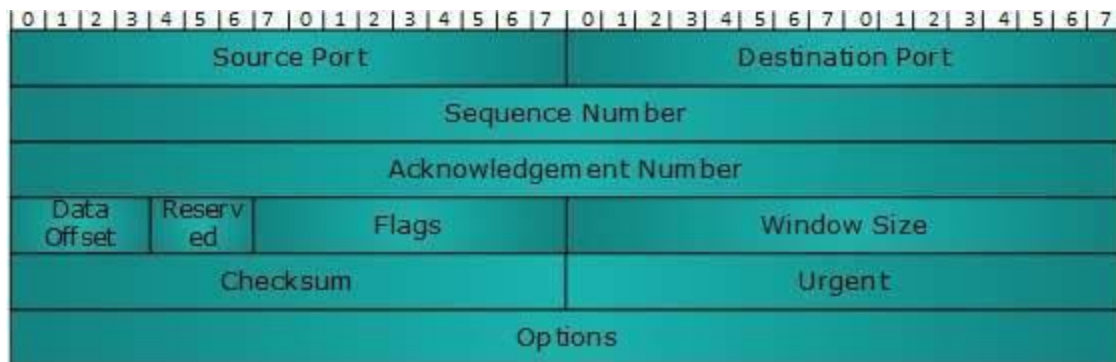 |0|1|2|3|4|5|6|7|0|1|2|3|4|5|6|7|0|1|2|3|4|5|6|7|0|1|2|3|4|5|6|7
Source Port Destination Port
Sequence Number
Acknowledgement Number
Data Offset Reserv ed Flags Window Size
Checksum Urgent
Options